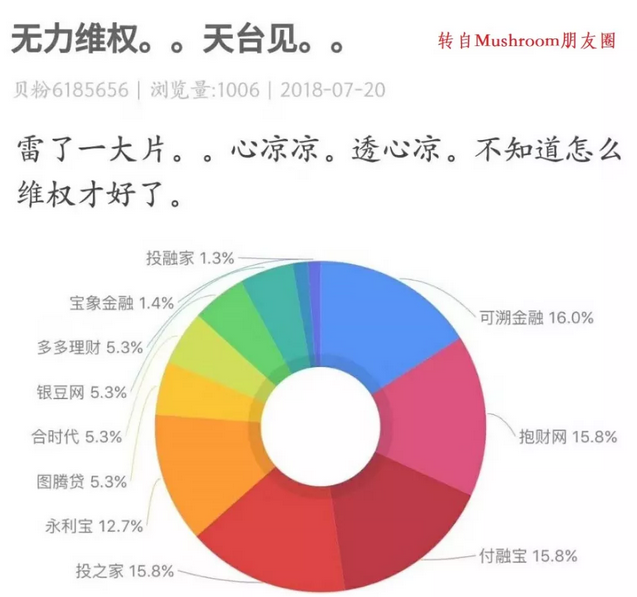 无力维权。。天台见。。
转自Mushroom朋友圈
贝粉6185656 | 浏览量:1006 | 2018-07-20
雷了一大片。。心凉凉。透心凉。不知道怎么
维权才好了。
投融家 1.3%
宝象金融 1.4%
多多理财 5.3%
银豆网 5.3%
合时代 5.3%
图腾贷 5.3%
永利宝 12.7%
投之家 15.8%
可溯金融 16.0%
抱财网 15.8%
付融宝 15.8%